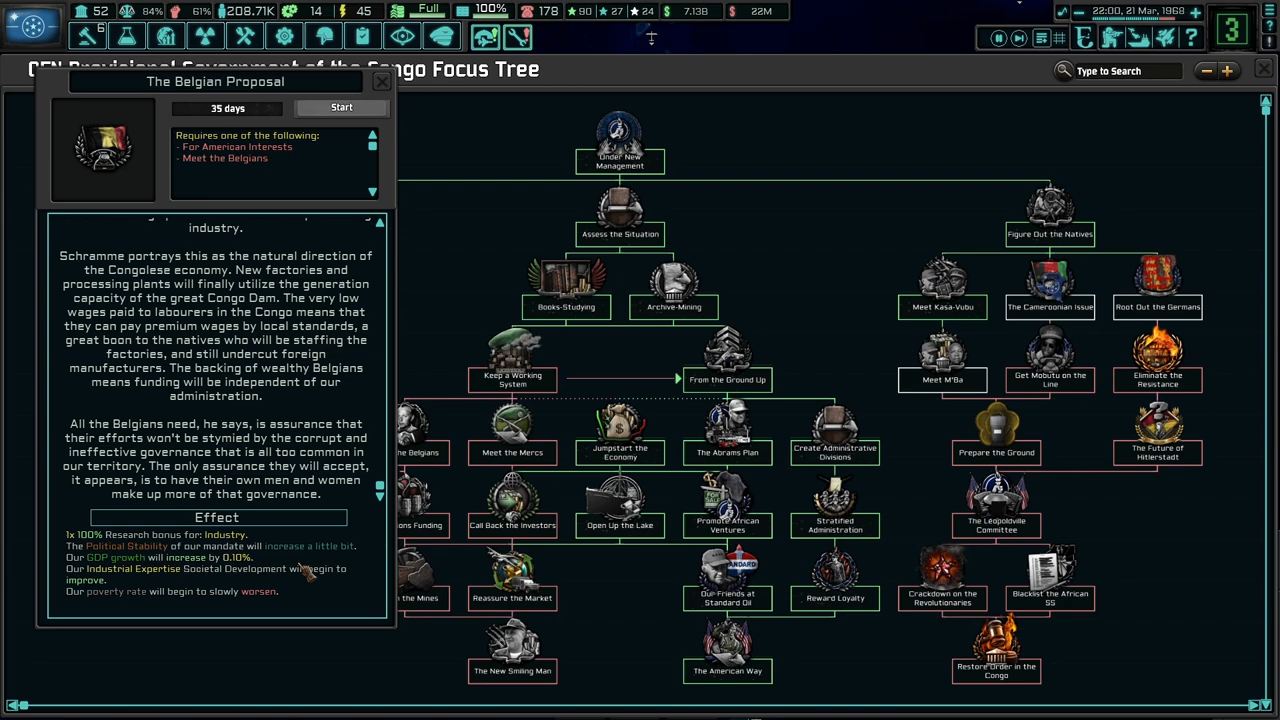 52 84% 61% 208.71K 14 45 Full 100% 178 90 27 24 $ 7.13B $ 22M
22:00, 21 Mar, 1968
3
OFN Provisional Government of the Congo Focus Tree
Type to Search
The Belgian Proposal
35 days
Start
Requires one of the following:
- For American Interests
- Meet the Belgians
industry.
Schramme portrays this as the natural direction of
the Congolese economy. New factories and
processing plants will finally utilize the generation
capacity of the great Congo Dam. The very low
wages paid to labourers in the Congo means that
they can pay premium wages by local standards, a
great boon to the natives who will be staffing the
factories, and still undercut foreign
manufacturers. The backing of wealthy Belgians
means funding will be independent of our
administration.
All the Belgians need, he says, is assurance that
their efforts won't be stymied by the corrupt and
ineffective governance that is all too common in
our territory. The only assurance they will accept,
it appears, is to have their own men and women
make up more of that governance.
Effect
1x 100% Research bonus for: Industry.
The Political Stability of our mandate will increase a little bit.
Our GDP growth will increase by 0.10%.
Our Industrial Expertise Societal Development will begin to
improve.
Our poverty rate will begin to slowly worsen.
Under New
Management
Assess the Situation
Figure Out the Natives
Books-Studying
Archive-Mining
Meet Kasa-Vubu
The Cameroonian Issue
Root Out the Germans
Keep a Working
System
From the Ground Up
Meet M'Ba
Get Mobutu on the
Line
Eliminate the
Resistance
he Belgians
Meet the Mercs
Jumpstart the
Economy
The Abrams Plan
Create Administrative
Divisions
Prepare the Ground
The Future of
Hitlerstadt
ons Funding
Call Back the Investors
Open Up the Lake
Promote African
Ventures
Stratified
Administration
The Léopoldville
Committee
n the Mines
Reassure the Market
Our Friends at
Standard Oil
Reward Loyalty
Crackdown on the
Revolutionaries
Blacklist the African
SS
The New Smiling Man
The American Way
Restore Order in the
Congo